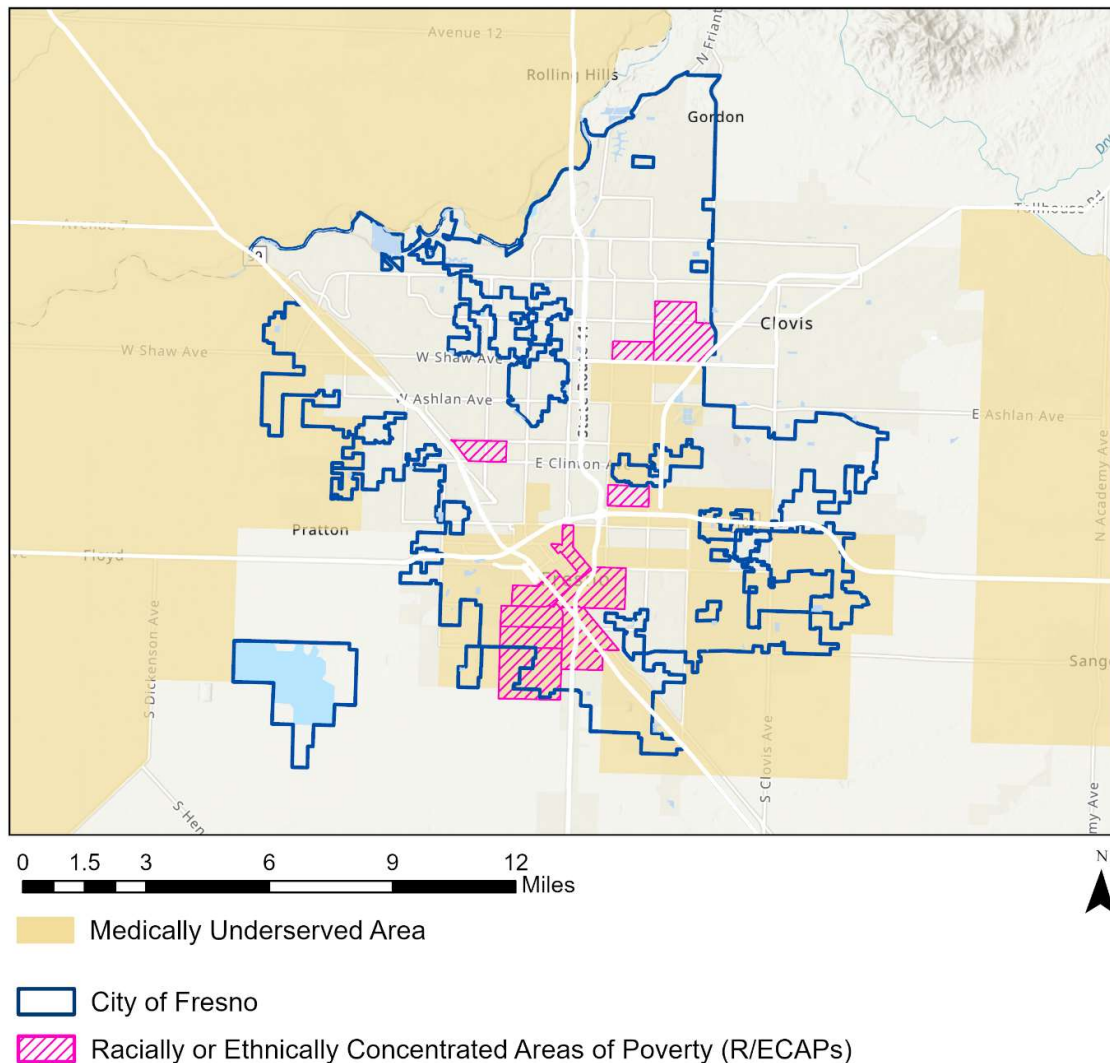 Avenue 12
N Friant
Rolling Hills
Gordon
Tollhouse Rd
Avenue 7
Clovis
W Shaw Ave
W Shaw Ave
State Route 41
W Ashlan Ave
E Ashlan Ave
E Clinton Ave
N Academy Ave
Pratton
Floyd
Fresno
S Dickenson Ave
Sange
S Clovis Ave
S Hen
my Ave
0 1.5 3 6 9 12
Miles
N
Medically Underserved Area
City of Fresno
Racially or Ethnically Concentrated Areas of Poverty (R/ECAPs)